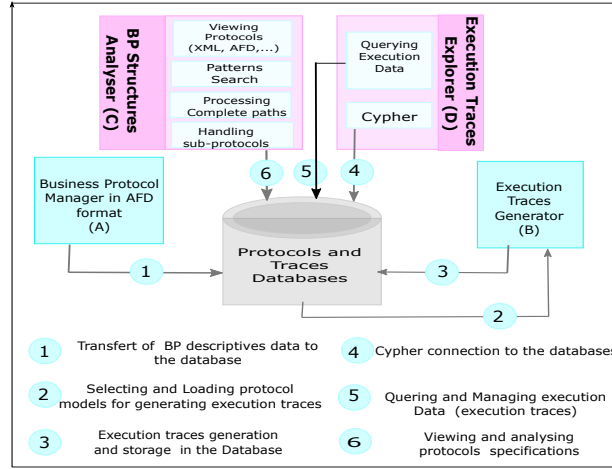 BP Structures
Analyser (C)
Viewing
Protocols
(XML, AFD,...)
Patterns
Search
Processing
Complete paths
Handling
sub-protocols
Querying
Execution
Data
Cypher
Execution Traces
Explorer (D)
6
5
4
Business Protocol
Manager in AFD
format
(A)
Execution
Traces
Generator
(B)
Protocols and
Traces
Databases
1
3
2
1
Transfert of BP descriptives data to
the database
2
Selecting and Loading protocol
models for generating execution traces
3
Execution traces generation
and storage in the Database
4
Cypher connection to the databases
5
Quering and Managing execution
Data (execution traces)
6
Viewing and analysing
protocols specifications